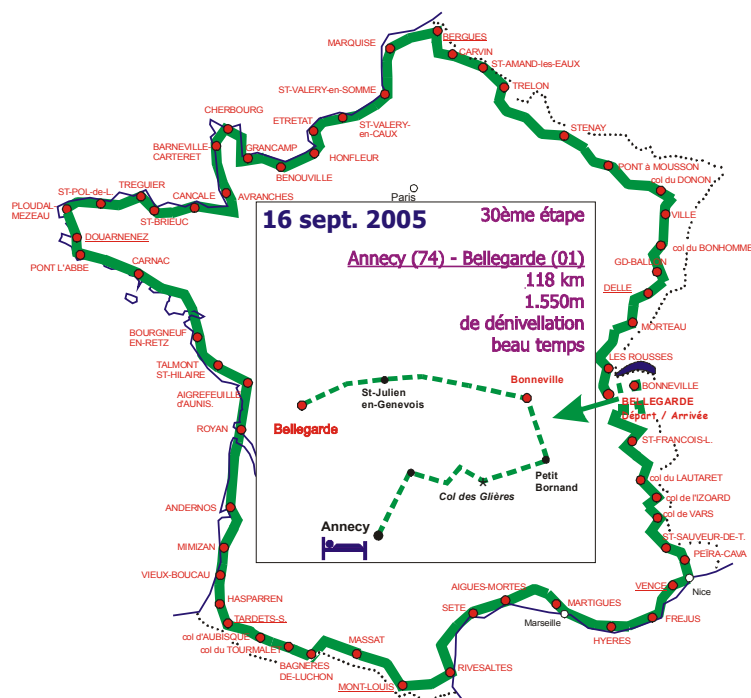 BERGUES
MARQUISE
CARVIN
ST-AMAND-les-EAUX
TRELON
ST-VALERY-en-SOMME
CHERBOURG
ETRETAT
ST-VALERY
en-CAUX
STENAY
BARNEVILLE-
CARTERET
GRANCAMP
HONFLEUR
BENOUVILLE
PONT à MOUSSON
col du DONON
ST-POL-de-L.
TREGUIER
CANCALE
AVRANCHES
Paris
PLOUDAL-
MEZEAU
ST-BRIEUC
VILLE
DOUARNENEZ
col du BONHOMME
PONT L'ABBE
CARNAC
GD-BALLON
DELLE
MORTEAU
BOURGNEUF
EN-RETZ
TALMONT
ST-HILAIRE
LES ROUSSES
AIGREFEUILLE
d'AUNIS.
BONNEVILLE
BELLEGARDE
Départ / Arrivée
ROYAN
ST-FRANCOIS-L.
16 sept. 2005
30ème étape
Annecy (74) - Bellegarde (01)
118 km
1.550m
de dénivellation
beau temps
St-Julien
en-Genevois
Bonneville
Bellegarde
Petit
Bornand
Col des Glières
Annecy
col du LAUTARET
col de l'IZOARD
col de VARS
ANDERNOS
ST-SAUVEUR-DE-T.
MIMIZAN
PEÏRA-CAVA
VIEUX-BOUCAU
VENCE
Nice
HASPARREN
AIGUES-MORTES
MARTIGUES
SETE
TARDETS-S.
Marseille
FREJUS
HYERES
col d'AUBISQUE
col du TOURMALET
MASSAT
BAGNERES
DE-LUCHON
RIVESALTES
MONT-LOUIS